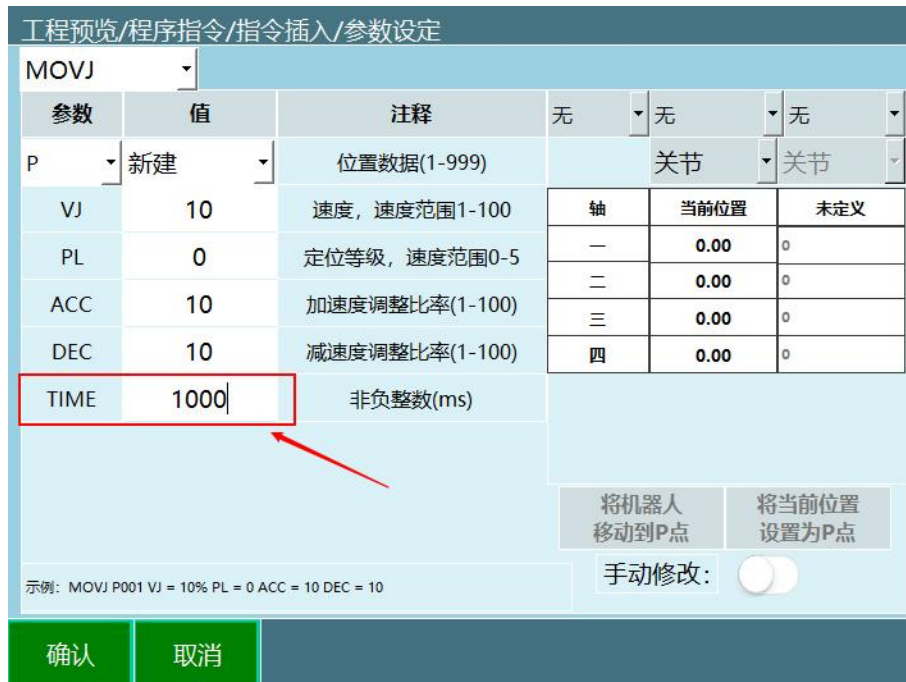 工程预览/程序指令/指令插入/参数设定
MOVJ
参数 值 注释 无 无 无
P 新建 位置数据(1-999) 关节 关节
VJ 10 速度，速度范围1-100
PL 0 定位等级，速度范围0-5
ACC 10 加速度调整比率(1-100)
DEC 10 减速度调整比率(1-100)
TIME 1000 非负整数(ms)
轴 当前位置 未定义
一 0.00 0
二 0.00 0
三 0.00 0
四 0.00 0
将机器人
移动到P点
将当前位置
设置为P点
手动修改：
示例：MOVJ P001 VJ = 10% PL = 0 ACC = 10 DEC = 10
确认 取消